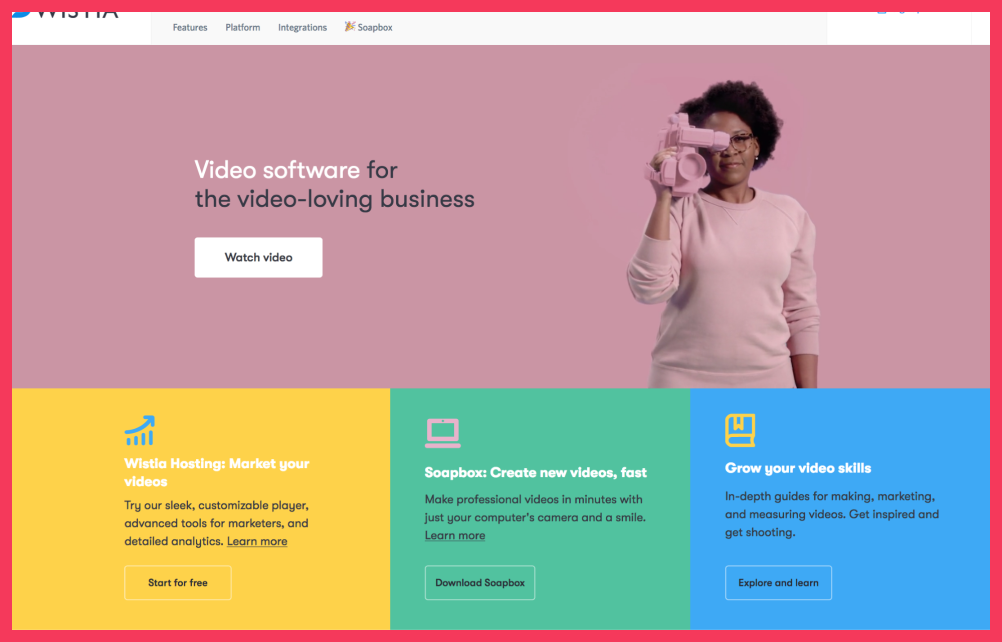 WISTIA
Features Platform Integrations Soapbox
Video software for
the video-loving business
Watch video
Wistia Hosting: Market your
videos
Try our sleek, customizable player,
advanced tools for marketers, and
detailed analytics. Learn more
Start for free
Soapbox: Create new videos, fast
Make professional videos in minutes with
just your computer's camera and a smile.
Learn more
Download Soapbox
Grow your video skills
In-depth guides for making, marketing,
and measuring videos. Get inspired and
get shooting.
Explore and learn